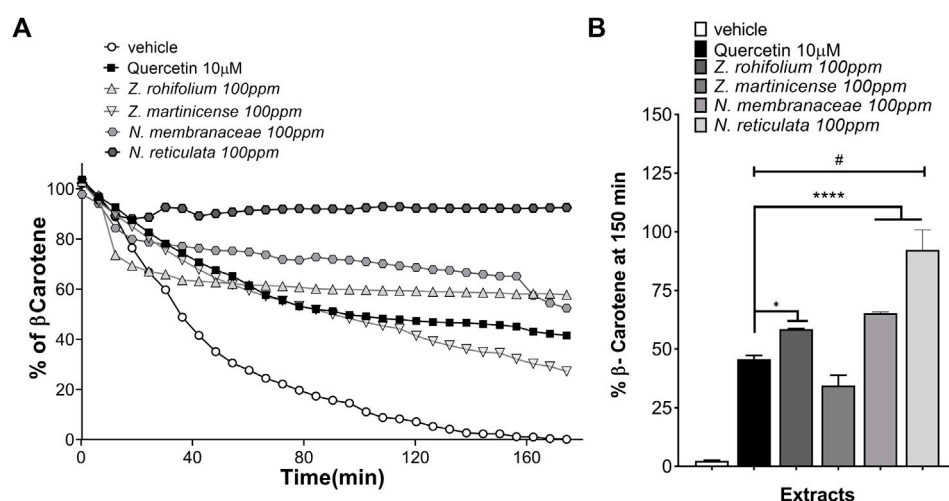 A
vehicle
Quercetin 10μM
Z. rohifolium 100ppm
Z. martinicense 100ppm
N. membranaceae 100ppm
N. reticulata 100ppm
100
80
60
40
20
0
% of βCarotene
0 40 80 120 160
Time(min)
B
vehicle
Quercetin 10μM
Z. rohifolium 100ppm
Z. martinicense 100ppm
N. membranaceae 100ppm
N. reticulata 100ppm
150
125
100
75
50
25
0
% β- Carotene at 150 min
#
****
*
Extracts